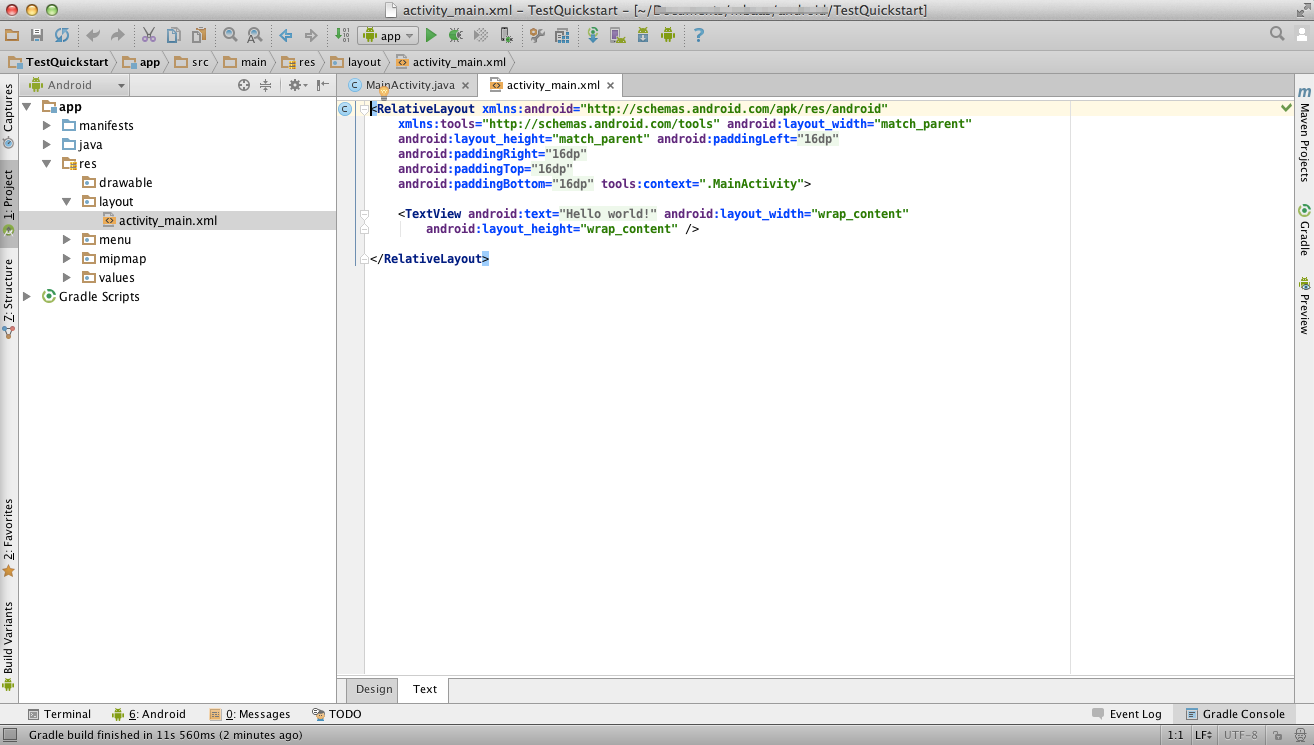 activity_main.xml – TestQuickstart – [~/Documents/ /android/TestQuickstart]
app
TestQuickstart app src main res layout activity_main.xml
Android
MainActivity.java activity_main.xml
Captures
1: Project
7: Structure
2: Favorites
Build Variants
app
manifests
java
res
drawable
layout
activity_main.xml
menu
mipmap
values
Gradle Scripts
<RelativeLayout xmlns:android="http://schemas.android.com/apk/res/android"
xmlns:tools="http://schemas.android.com/tools" android:layout_width="match_parent"
android:layout_height="match_parent" android:paddingLeft="16dp"
android:paddingRight="16dp"
android:paddingTop="16dp"
android:paddingBottom="16dp" tools:context=".MainActivity">
<TextView android:text="Hello world!" android:layout_width="wrap_content"
android:layout_height="wrap_content" />
</RelativeLayout>
Maven Projects
Gradle
Preview
Design Text
Terminal 6: Android 0: Messages TODO Event Log Gradle Console
Gradle build finished in 11s 560ms (2 minutes ago) 1:1 LF UTF-8